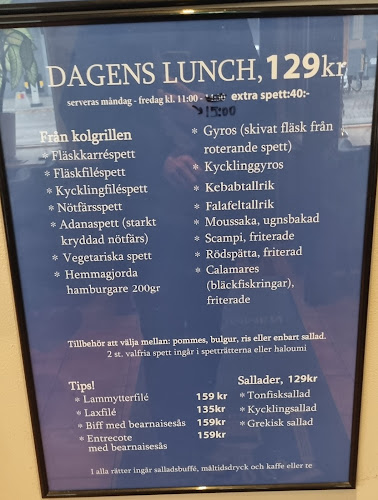 DAGENS LUNCH, 129kr
serveras måndag - fredag kl. 11:00 - extra spett:40:-
15:00
Från kolgrillen
* Fläskkarréspett
* Fläskfiléspett
* Kycklingfiléspett
* Nötfärsspett
* Adanaspett (starkt
kryddad nötfärs)
* Vegetariska spett
* Hemmagjorda
hamburgare 200gr
* Gyros (skivat fläsk från
roterande spett)
* Kycklinggyros
* Kebabtallrik
* Falafeltallrik
* Moussaka, ugnsbakad
* Scampi, friterade
* Rödspätta, friterad
* Calamares
(bläckfiskringar),
friterade
Tillbehör att välja mellan: pommes, bulgur, ris eller enbart sallad.
2 st. valfria spett ingår i spetträtterna eller haloumi
Tips!
* Lammytterfilé 159 kr
* Laxfilé 135kr
* Biff med bearnaisesås 159kr
* Entrecote 159kr
med bearnaisesås
Sallader, 129kr
* Tonfisksallad
* Kycklingsallad
* Grekisk sallad
I alla rätter ingår salladsbuffé, måltidsdryck och kaffe eller te